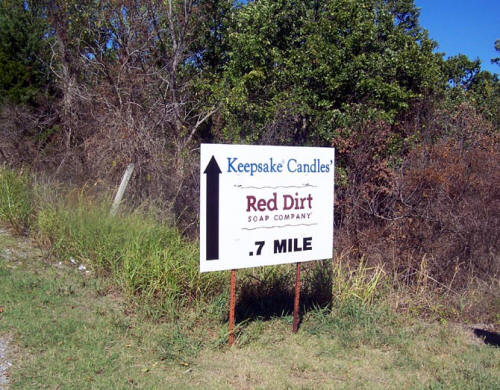 Keepsake® Candles'
Red Dirt
SOAP COMPANY
.7 MILE